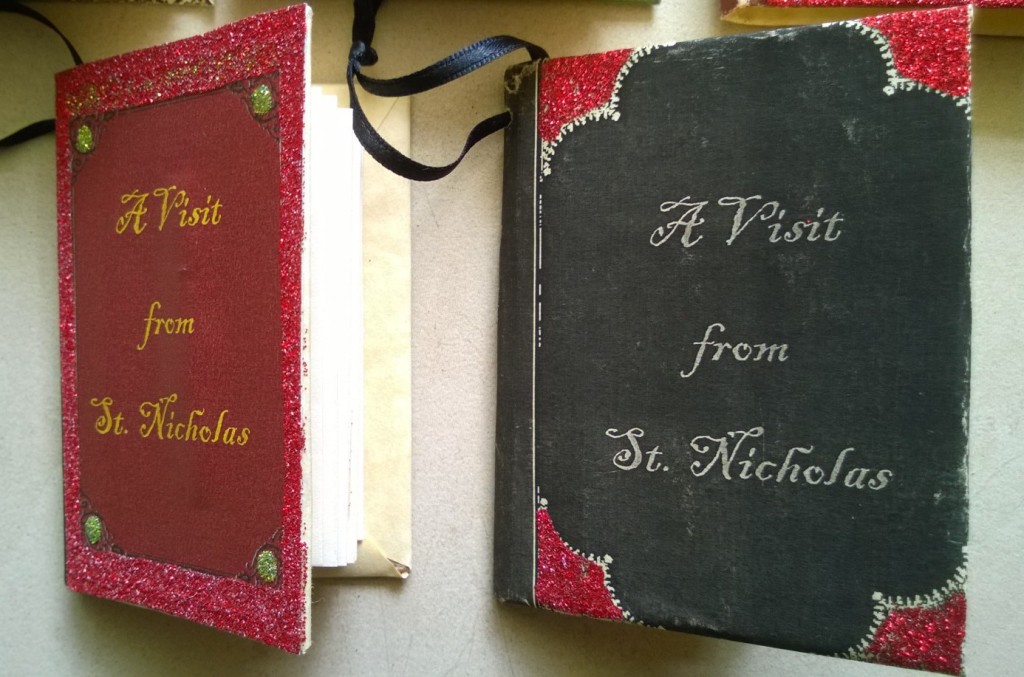 A Visit
from
St. Nicholas
A Visit
from
St. Nicholas